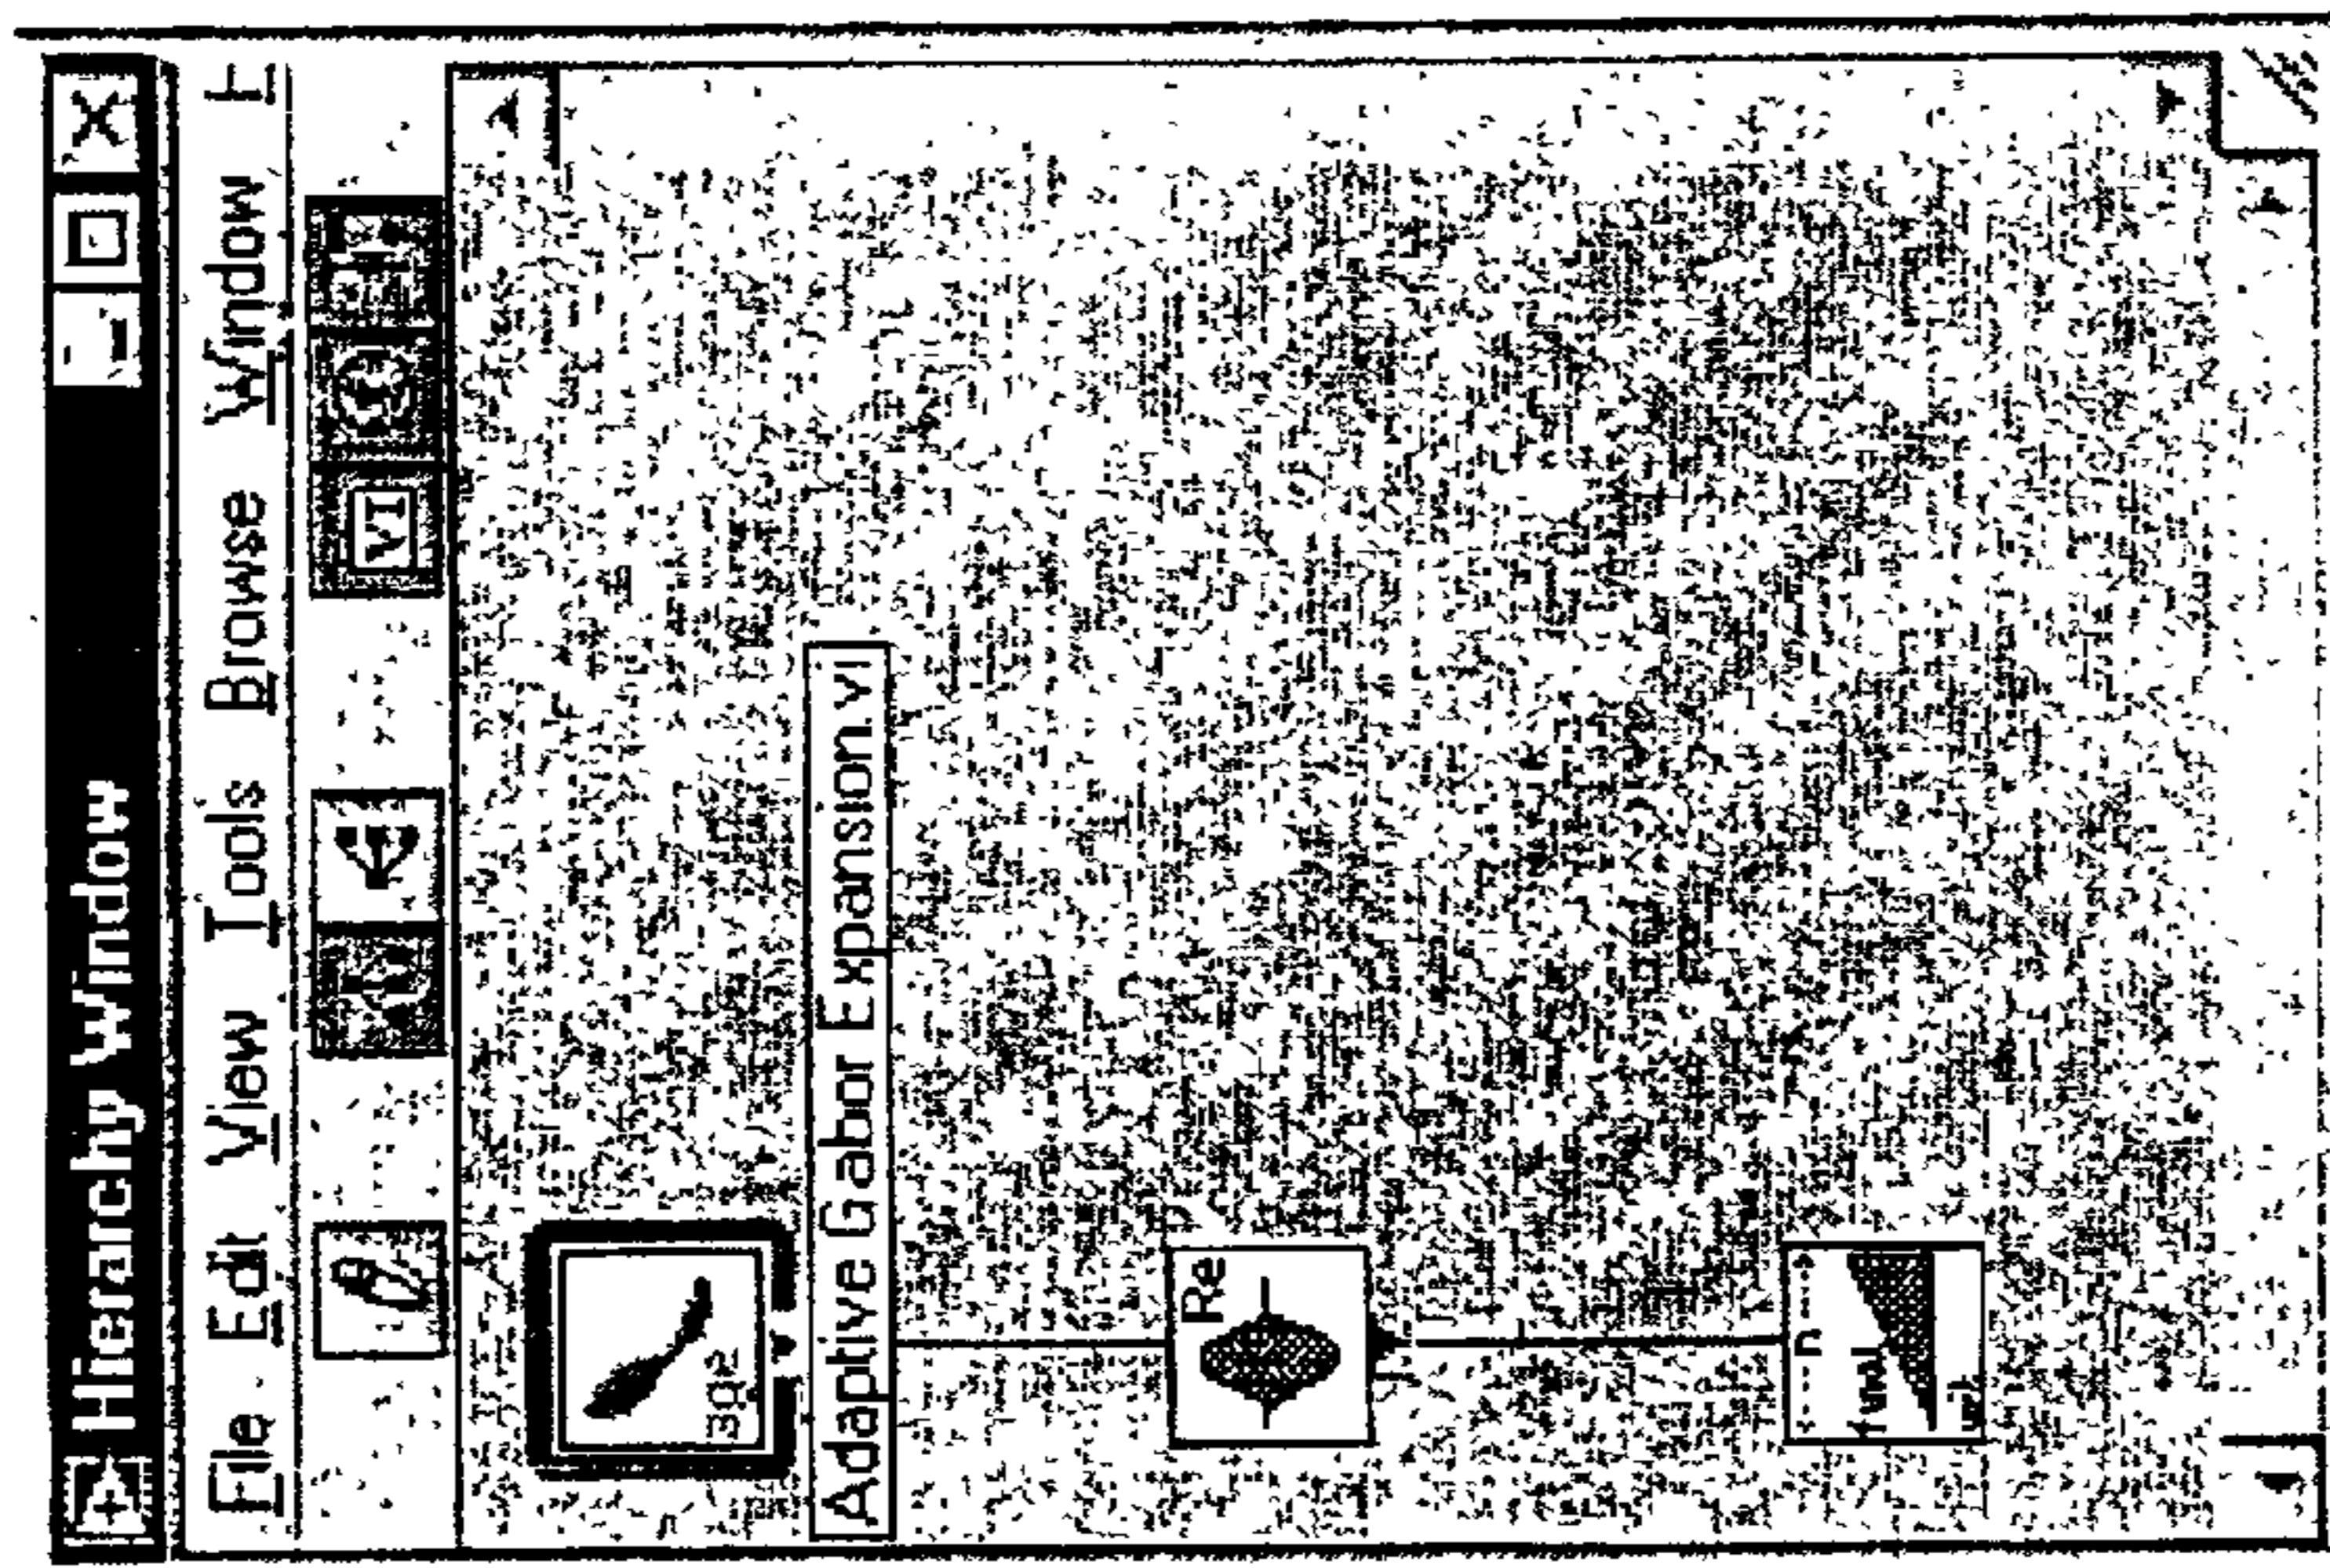 Hierarchy Window
File Edit View Tools Browse Window H
VI
Adaptive Gabor Expansion.vi
Re